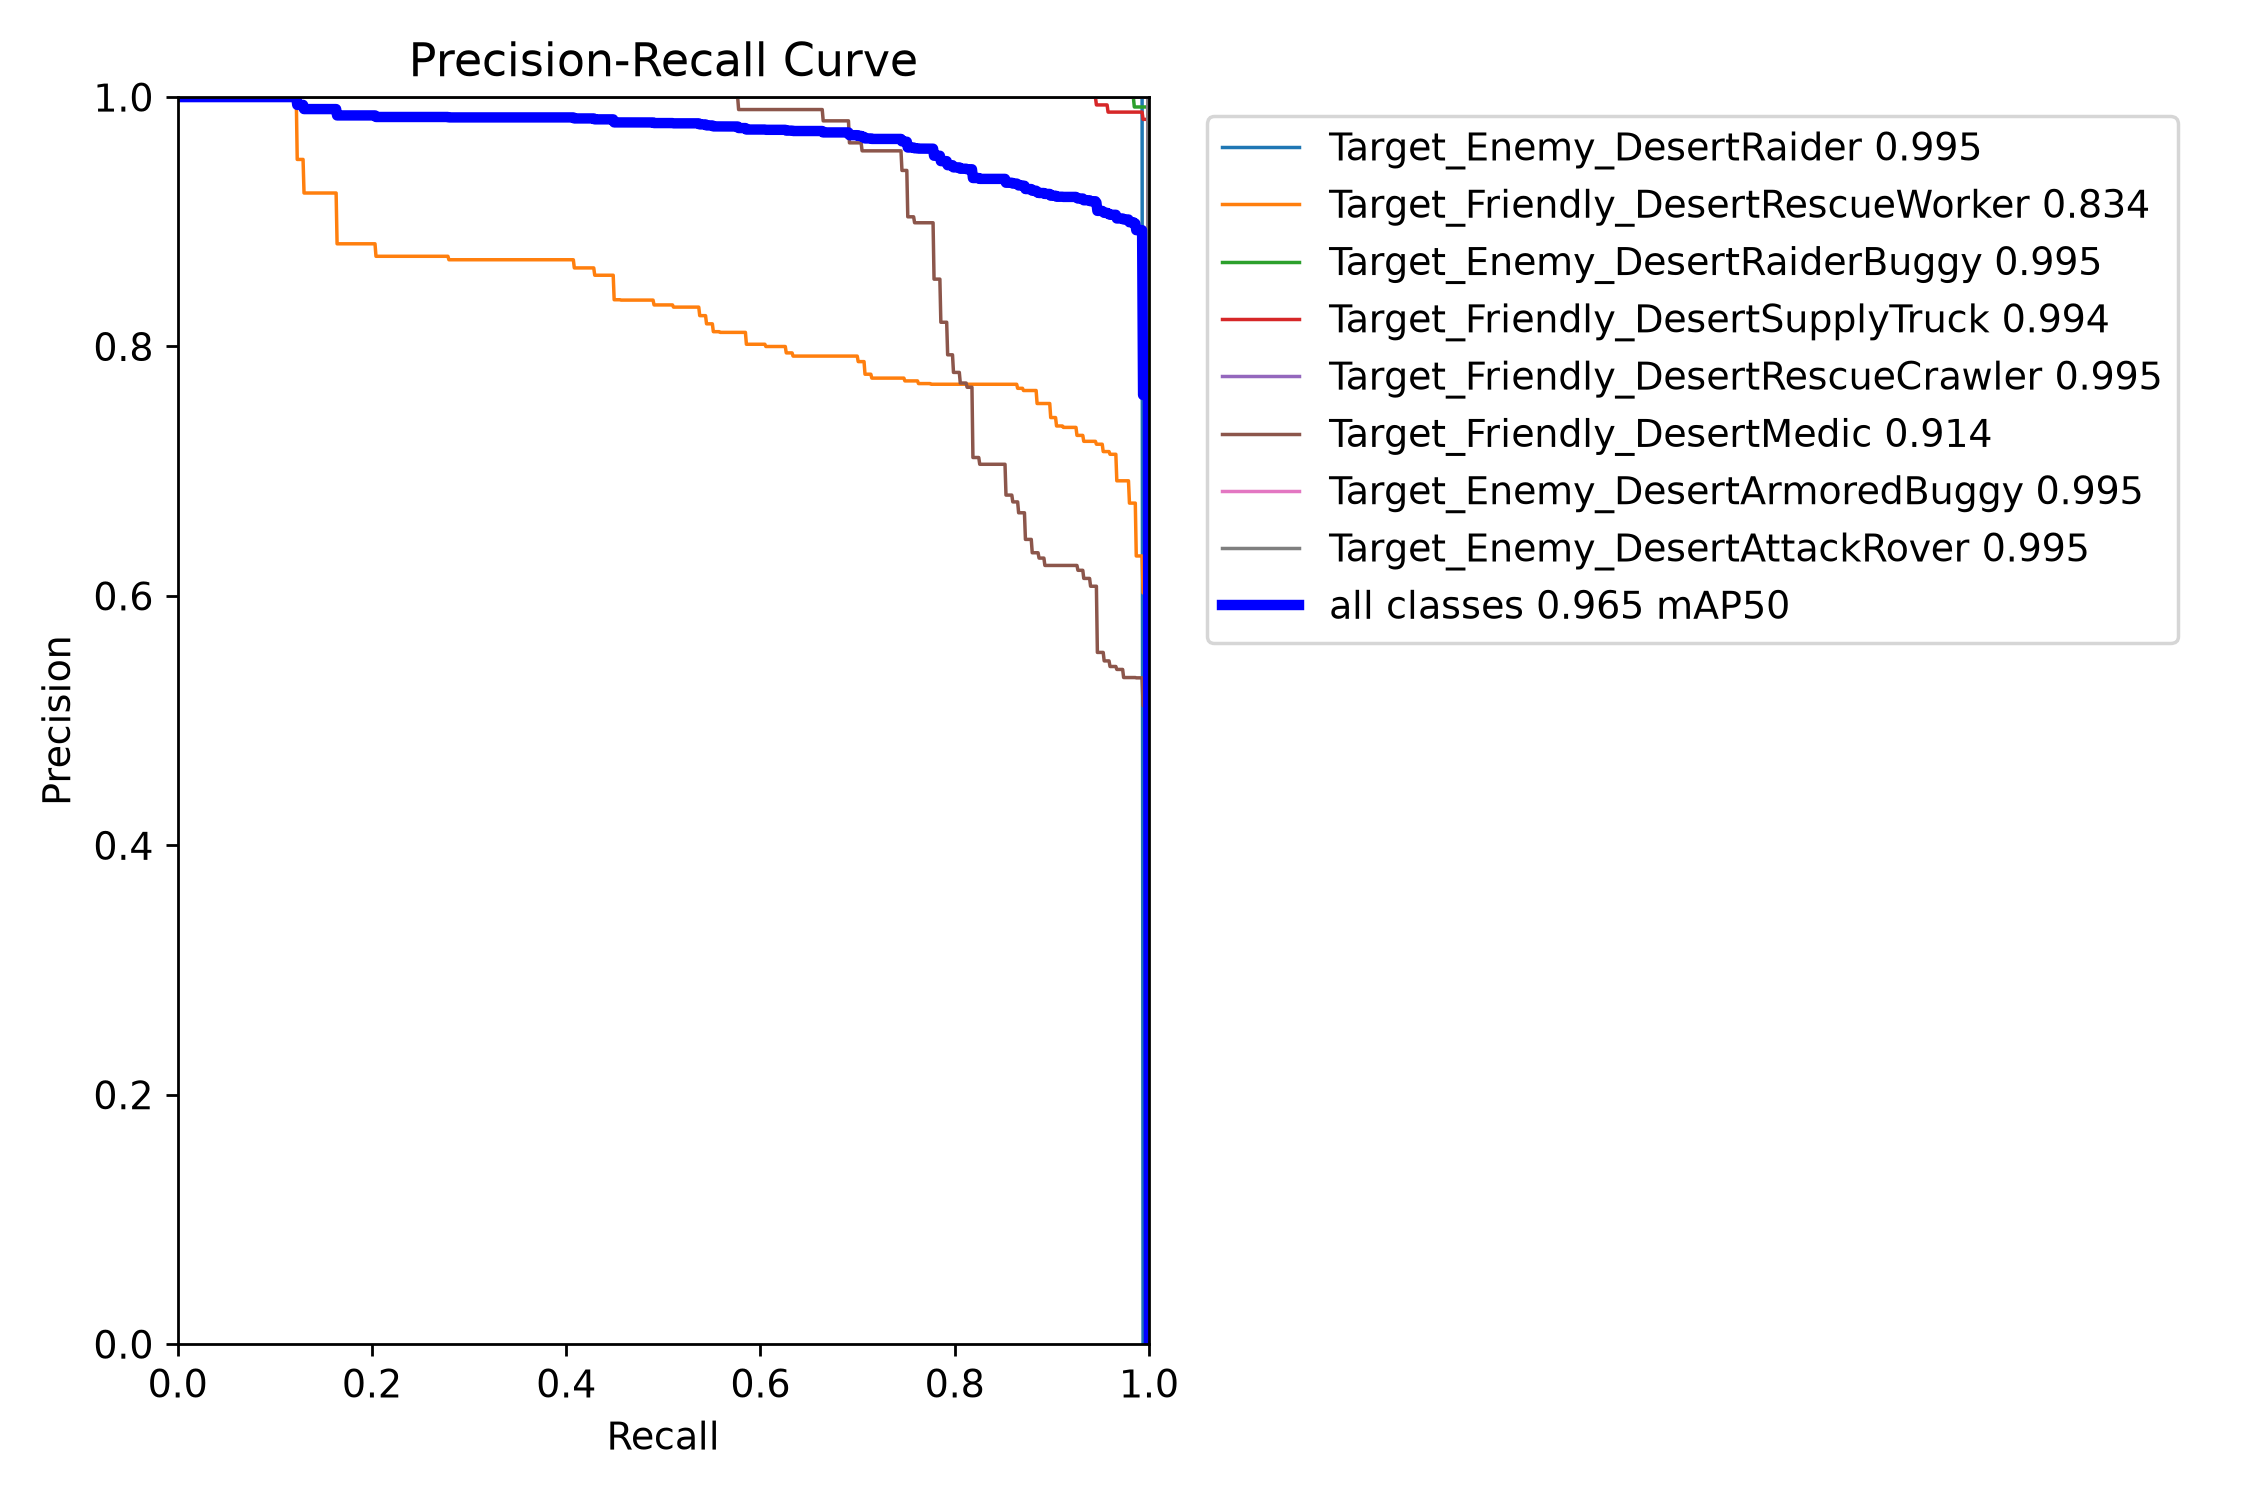 Precision-Recall Curve
1.0
0.8
0.6
0.4
0.2
0.0
Precision
0.0 0.2 0.4 0.6 0.8 1.0
Recall
Target_Enemy_DesertRaider 0.995
Target_Friendly_DesertRescueWorker 0.834
Target_Enemy_DesertRaiderBuggy 0.995
Target_Friendly_DesertSupplyTruck 0.994
Target_Friendly_DesertRescueCrawler 0.995
Target_Friendly_DesertMedic 0.914
Target_Enemy_DesertArmoredBuggy 0.995
Target_Enemy_DesertAttackRover 0.995
all classes 0.965 mAP50